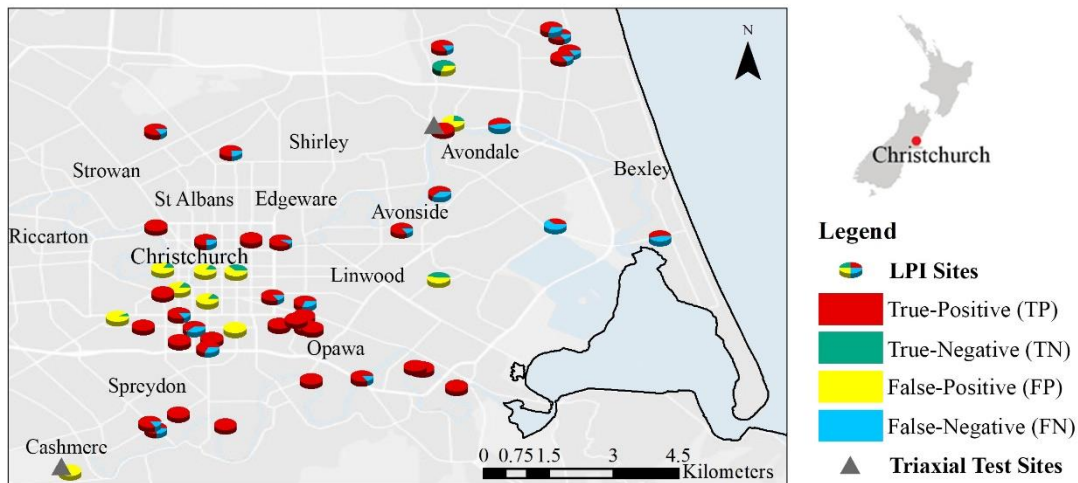 N
Shirley
Strowan
Avondale
Bexley
St Albans
Edgeware
Avonside
Riccarton
Christchurch
Linwood
Opawa
Spreydon
Cashmere
0 0.75 1.5 3 4.5
Kilometers
Christchurch
Legend
LPI Sites
True-Positive (TP)
True-Negative (TN)
False-Positive (FP)
False-Negative (FN)
Triaxial Test Sites